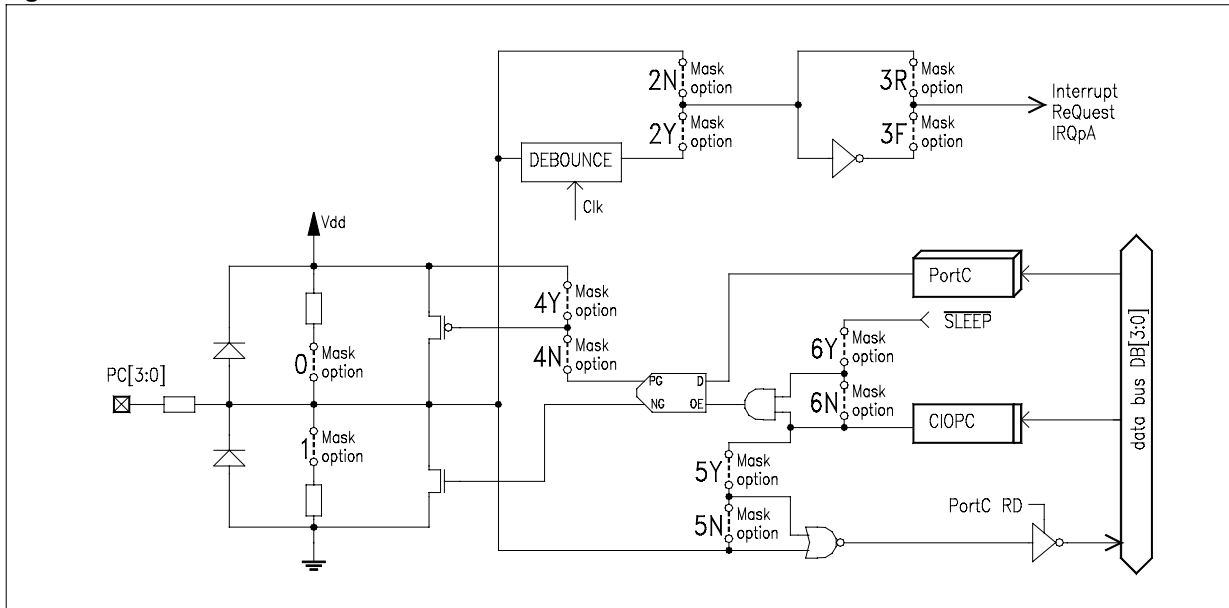 2N
Mask
option
2Y
Mask
option
3R
Mask
option
3F
Mask
option
Interrupt
ReQuest
IRQpA
DEBOUNCE
Clk
Vdd
PortC
SLEEP
4Y
Mask
option
4N
Mask
option
6Y
Mask
option
6N
Mask
option
PC[3:0]
0
Mask
option
1
Mask
option
PG
D
NG
OE
CIOPC
5Y
Mask
option
5N
Mask
option
PortC RD
data bus DB[3:0]